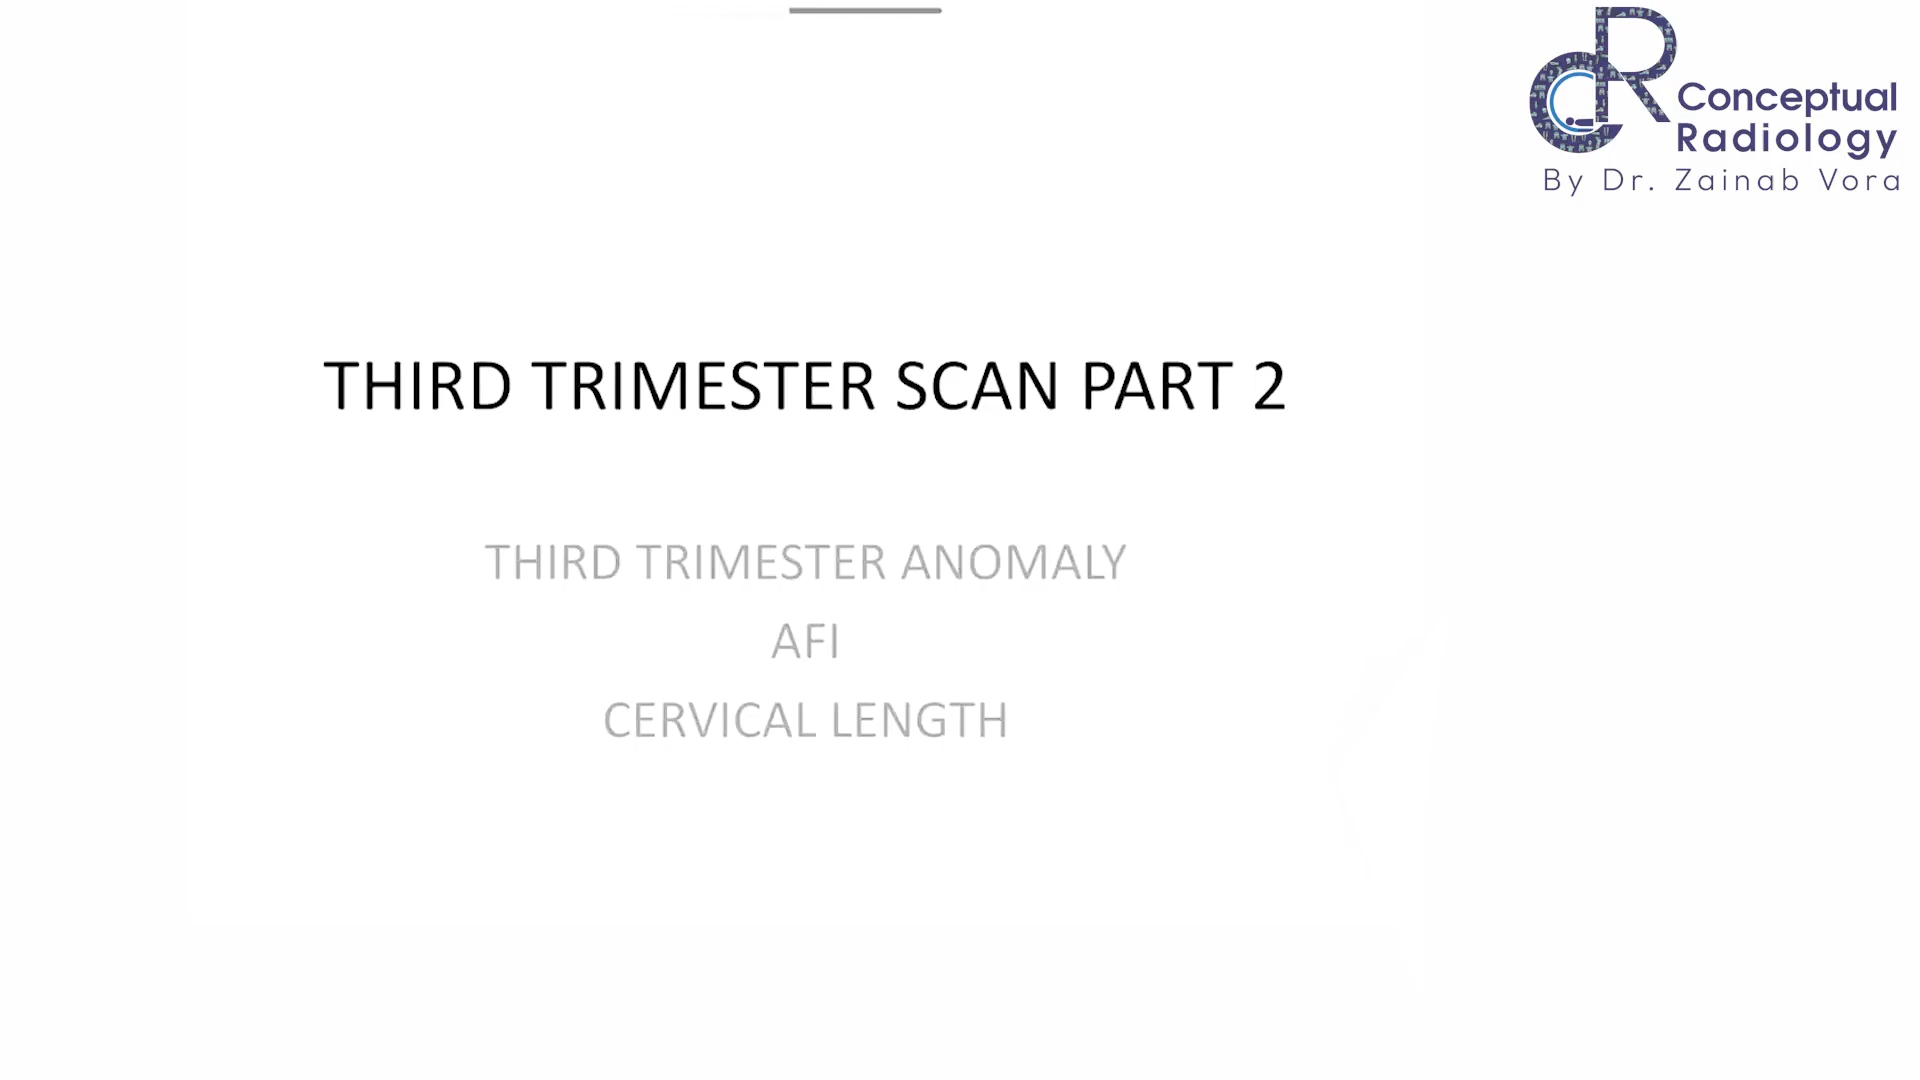 Conceptual
Radiology
By Dr. Zainab Vora
THIRD TRIMESTER SCAN PART 2
THIRD TRIMESTER ANOMALY
AFI
CERVICAL LENGTH